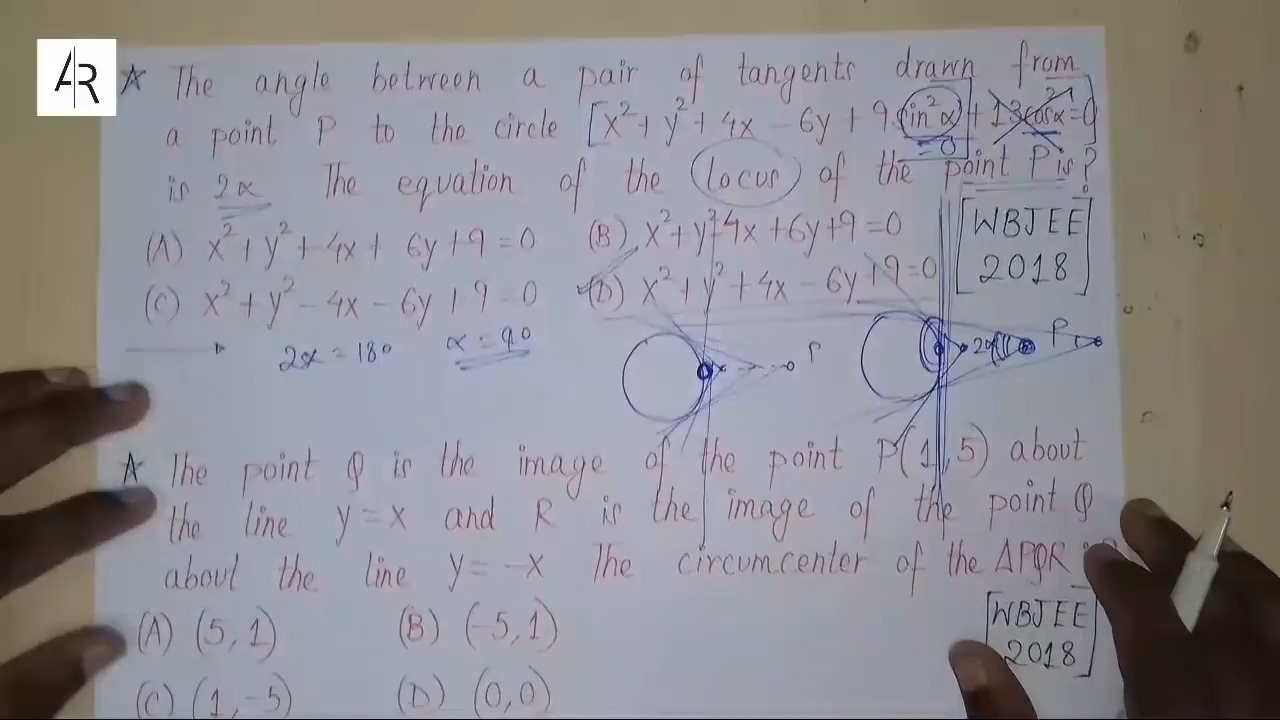 AR
☆ The angle between a pair of tangents drawn from
a point P to the circle [x²+y²+4x-6y+9sin²α+13cos²α=0]
=0
is 2α The equation of the locus of the point P is?
(A) x²+y²+4x+6y+9=0 (B) x²+y²-4x+6y+9=0
(C) x²+y²-4x-6y+9=0 (D) x²+y²+4x-6y+9=0
[WBJEE
2018]
2α=180 α=90
P 2α P
☆ The point Q is the image of the point P(1,5) about
the line y=x and R is the image of the point Q
about the line y=-x The circumcenter of the ΔPQR is
(A) (5,1) (B) (-5,1)
(C) (1,-5) (D) (0,0)
[WBJEE
2018]